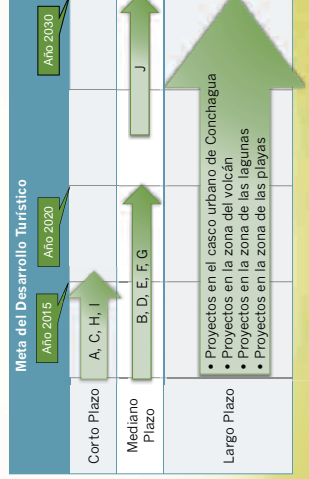 Meta del Desarrollo Turístico
Año 2015
Año 2020
Año 2030
Corto Plazo
A, C, H, I
Mediano
Plazo
B, D, E, F, G
J
Largo Plazo
• Proyectos en el casco urbano de Conchagua
• Proyectos en la zona del volcán
• Proyectos en la zona de las lagunas
• Proyectos en la zona de las playas